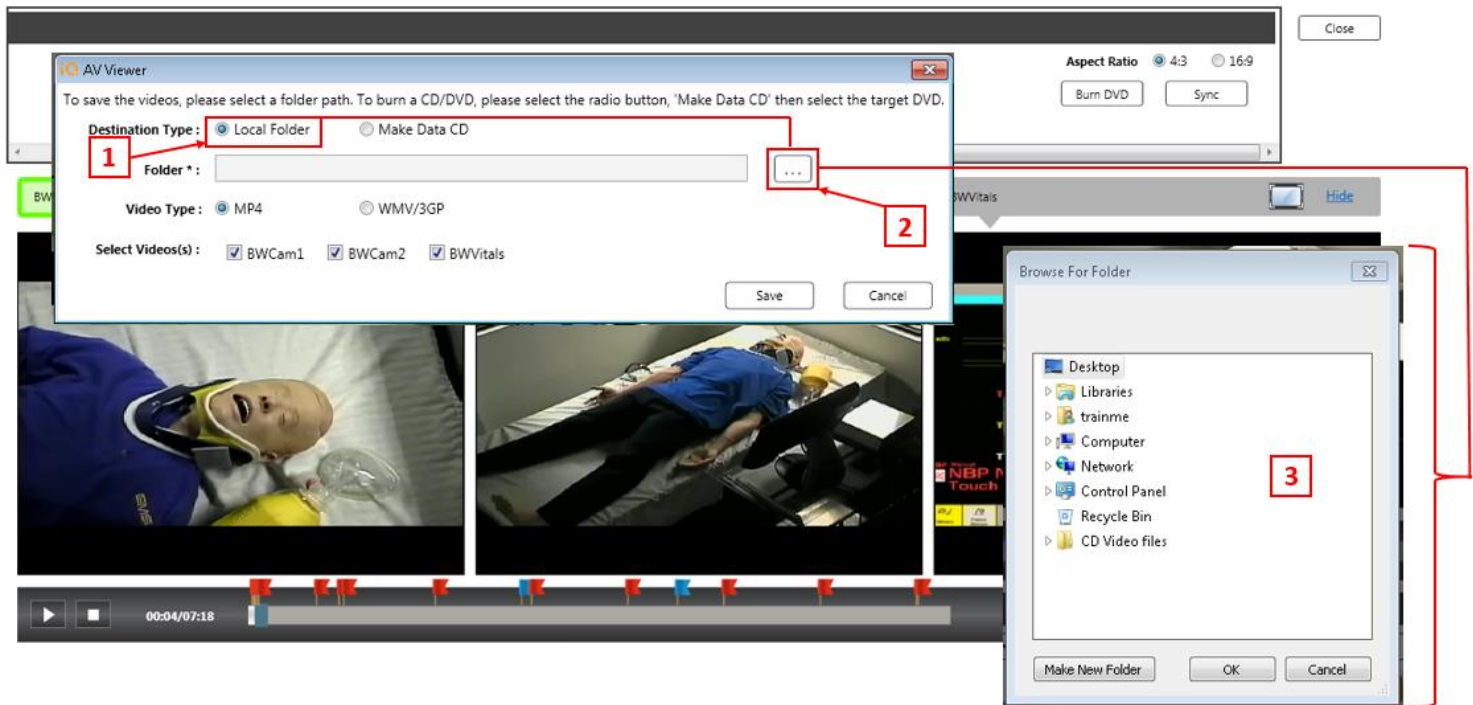 Close
Aspect Ratio 4:3 16:9
Burn DVD Sync
iQ AV Viewer
To save the videos, please select a folder path. To burn a CD/DVD, please select the radio button, 'Make Data CD' then select the target DVD.
Destination Type : Local Folder Make Data CD
1
Folder * : ...
2
Video Type : MP4 WMV/3GP
Select Videos(s) : BWCam1 BWCam2 BWVitals
Save Cancel
BW
BWVitals
Hide
Browse For Folder
Desktop
Libraries
trainme
Computer
Network
Control Panel
Recycle Bin
CD Video files
3
Make New Folder OK Cancel
NBP N
Touch
00:04/07:18